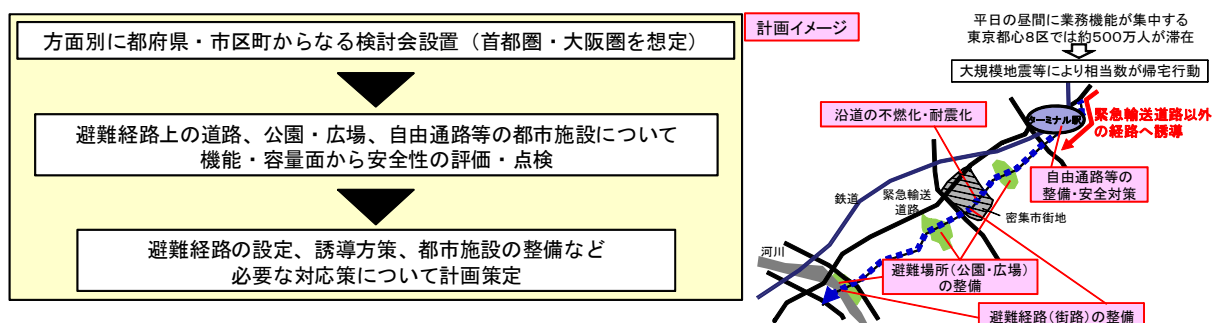 方面別に都府県・市区町からなる検討会設置（首都圏・大阪圏を想定）
避難経路上の道路、公園・広場、自由通路等の都市施設について
機能・容量面から安全性の評価・点検
避難経路の設定、誘導方策、都市施設の整備など
必要な対応策について計画策定
計画イメージ
平日の昼間に業務機能が集中する
東京都心8区では約500万人が滞在
大規模地震等により相当数が帰宅行動
沿道の不燃化・耐震化
ターミナル駅
緊急輸送道路以外
の経路へ誘導
自由通路等の
整備・安全対策
鉄道
緊急輸送
道路
密集市街地
河川
避難場所（公園・広場）
の整備
避難経路（街路）の整備